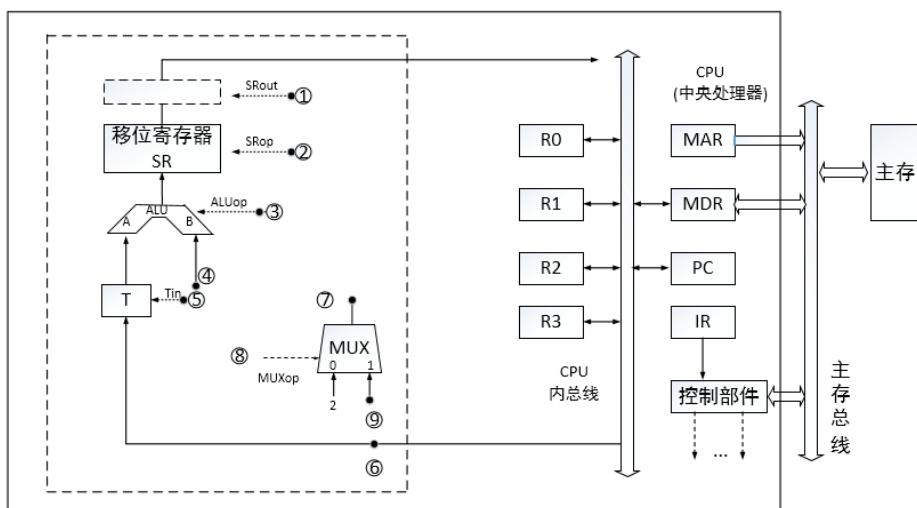 SRout
①
移位寄存器
SR
SRop
②
ALU
A
B
ALUop
③
④
T
Tin
⑤
⑦
⑧
MUXop
MUX
0
1
2
⑨
⑥
R0
R1
R2
R3
CPU
内总线
CPU
(中央处理器)
MAR
MDR
PC
IR
控制部件
...
主存总线
主存